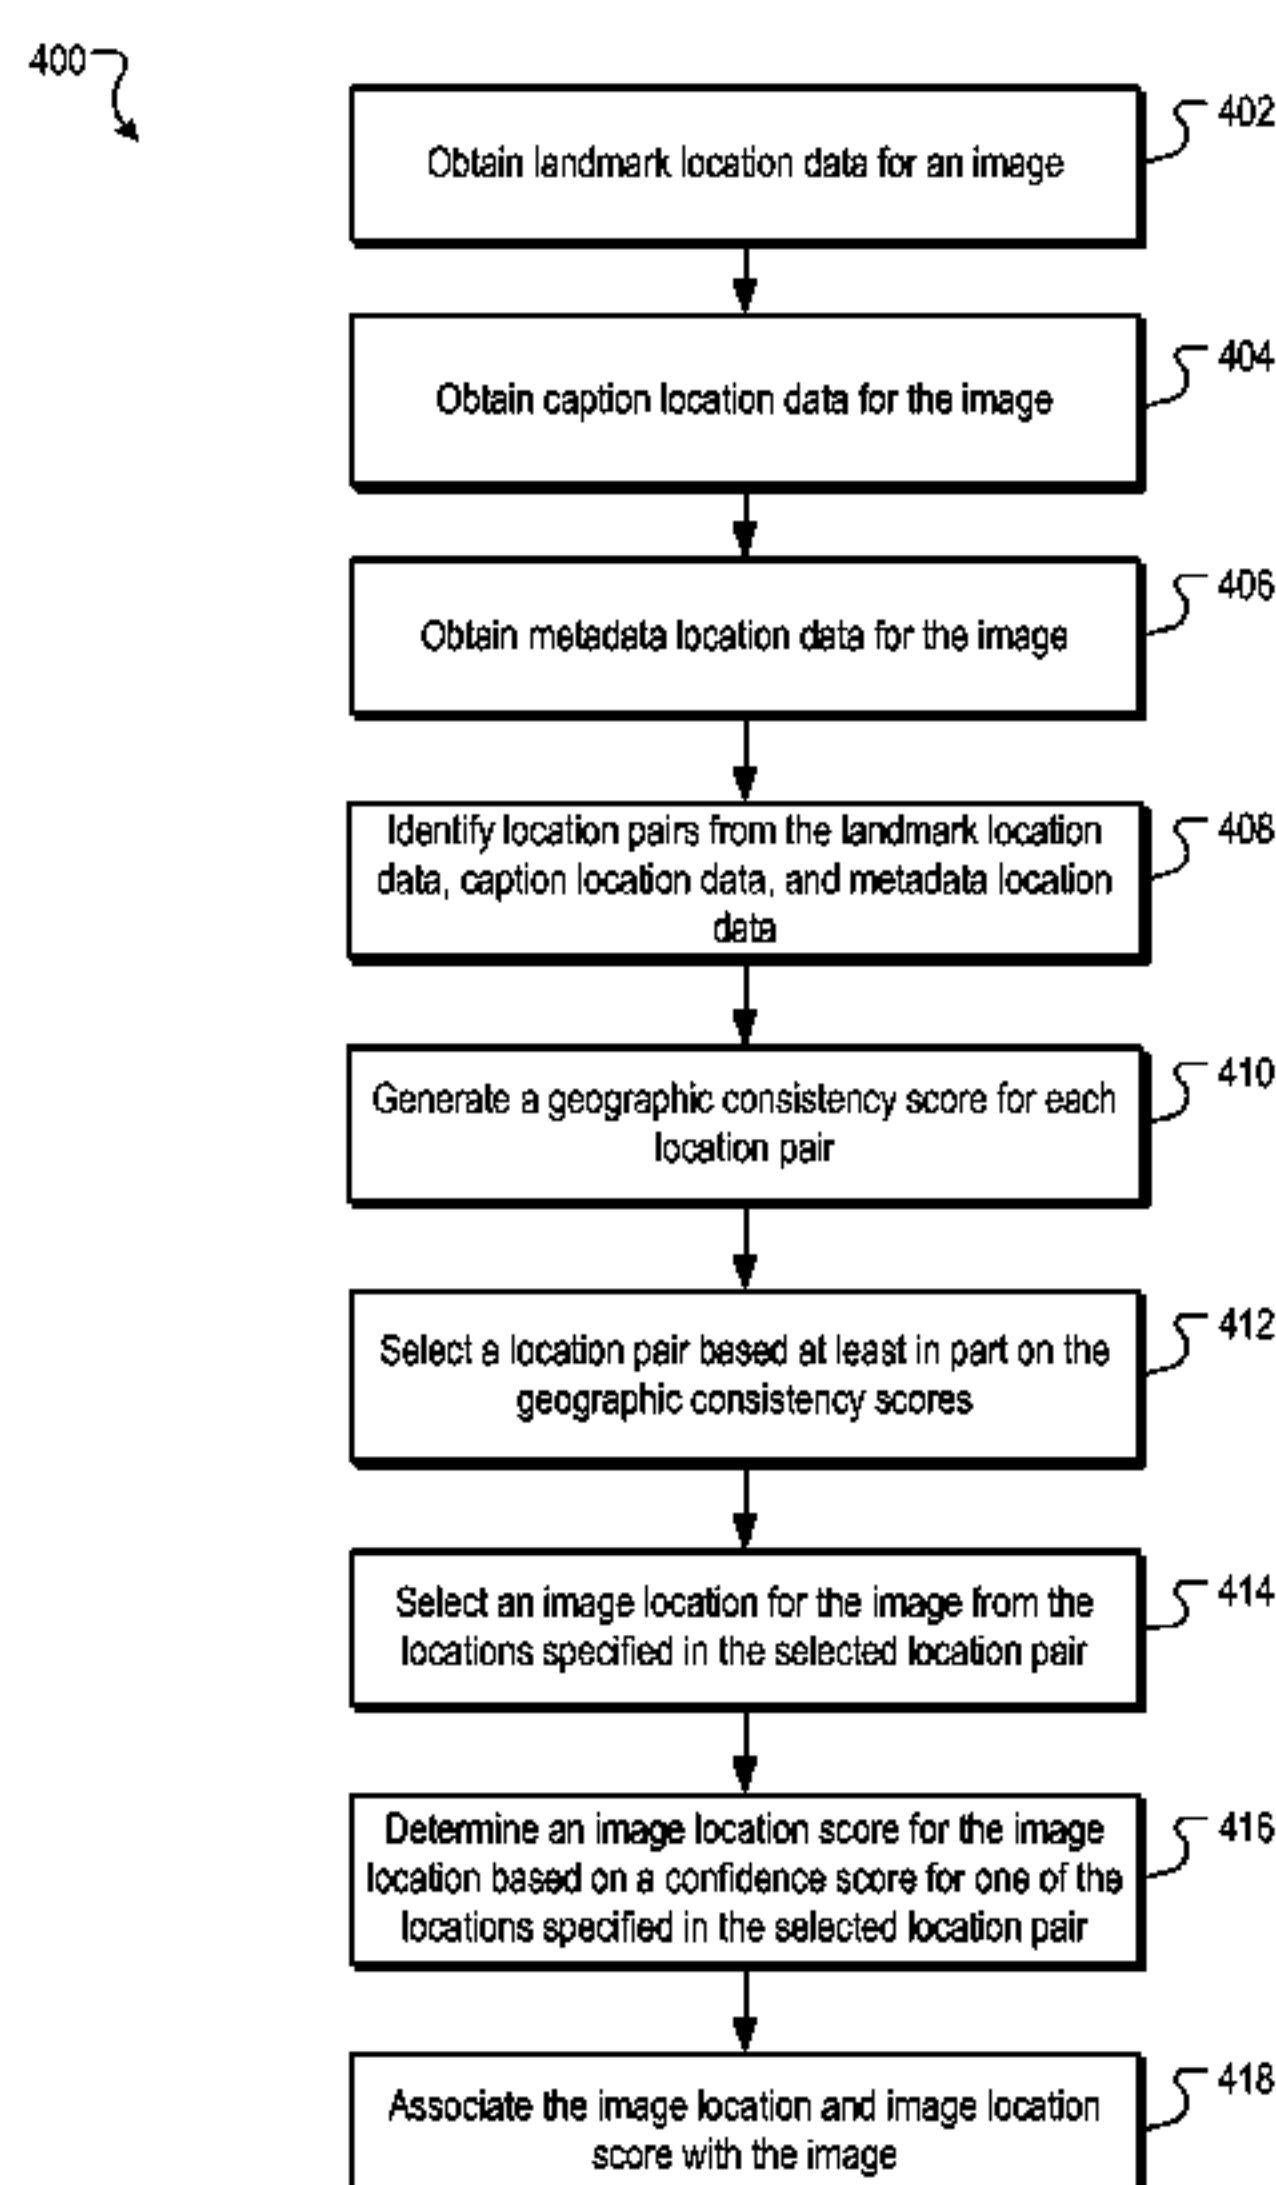 400
402
Obtain landmark location data for an image
404
Obtain caption location data for the image
406
Obtain metadata location data for the image
408
Identify location pairs from the landmark location
data, caption location data, and metadata location
data
410
Generate a geographic consistency score for each
location pair
412
Select a location pair based at least in part on the
geographic consistency scores
414
Select an image location for the image from the
locations specified in the selected location pair
416
Determine an image location score for the image
location based on a confidence score for one of the
locations specified in the selected location pair
418
Associate the image location and image location
score with the image